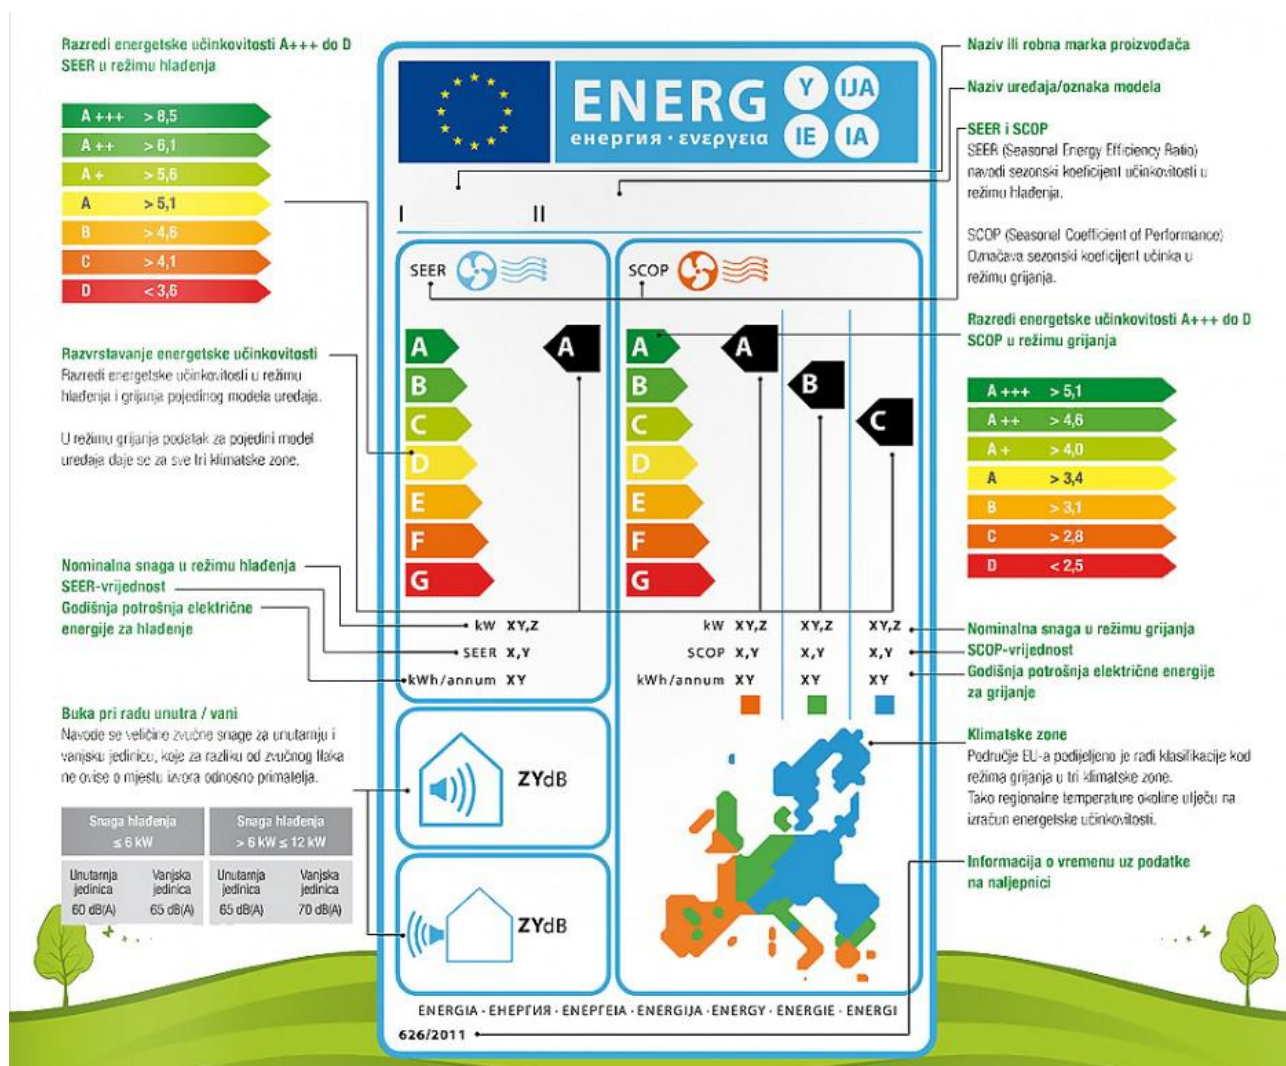 Razredi energetske učinkovitosti A+++ do D
SEER u režimu hlađenja
A +++ > 8,5
A ++ > 6,1
A + > 5,6
A > 5,1
B > 4,6
C > 4,1
D < 3,6
Razvrstavanje energetske učinkovitosti
Razredi energetske učinkovitosti u režimu
hlađenja i grijanja pojedinog modela uređaja.
U režimu grijanja podatak za pojedini model
uređaja daje se za sve tri klimatske zone.
Nominalna snaga u režimu hlađenja
SEER-vrijednost
Godišnja potrošnja električne
energije za hlađenje
Buka pri radu unutra / vani
Navode se veličine zvučne snage za unutarnju i
vanjsku jedinicu, koje za razliku od zvučnog tlaka
ne ovise o mjestu izvora odnosno primatelja.
Snaga hlađenja
≤ 6 kW
Snaga hlađenja
> 6 kW ≤ 12 kW
Unutarnja
jedinica
Vanjska
jedinica
Unutarnja
jedinica
Vanjska
jedinica
60 dB(A) 65 dB(A) 65 dB(A) 70 dB(A)
ENERG Y IJA
енергия · ενεργεια IE IA
I II
SEER
A
B
C
D
E
F
G
A
kW XY,Z
SEER X,Y
kWh/annum XY
SCOP
A
B
C
D
E
F
G
A
B
C
kW XY,Z XY,Z XY,Z
SCOP X,Y X,Y X,Y
kWh/annum XY XY XY
ZYdB
ZYdB
ENERGIA · ЕНЕРГИЯ · ΕΝΕΡΓΕΙΑ · ENERGIJA · ENERGY · ENERGIE · ENERGI
626/2011
Naziv ili robna marka proizvođača
Naziv uređaja/oznaka modela
SEER i SCOP
SEER (Seasonal Energy Efficiency Ratio)
navodi sezonski koeficijent učinkovitosti u
režimu hlađenja.
SCOP (Seasonal Coefficient of Performance)
Označava sezonski koeficijent učinka u
režimu grijanja.
Razredi energetske učinkovitosti A+++ do D
SCOP u režimu grijanja
A +++ > 5,1
A ++ > 4,6
A + > 4,0
A > 3,4
B > 3,1
C > 2,8
D < 2,5
Nominalna snaga u režimu grijanja
SCOP-vrijednost
Godišnja potrošnja električne energije
za grijanje
Klimatske zone
Područje EU-a podijeljeno je radi klasifikacije kod
režima grijanja u tri klimatske zone.
Tako regionalne temperature okoline utječu na
izračun energetske učinkovitosti.
Informacija o vremenu uz podatke
na naljepnici